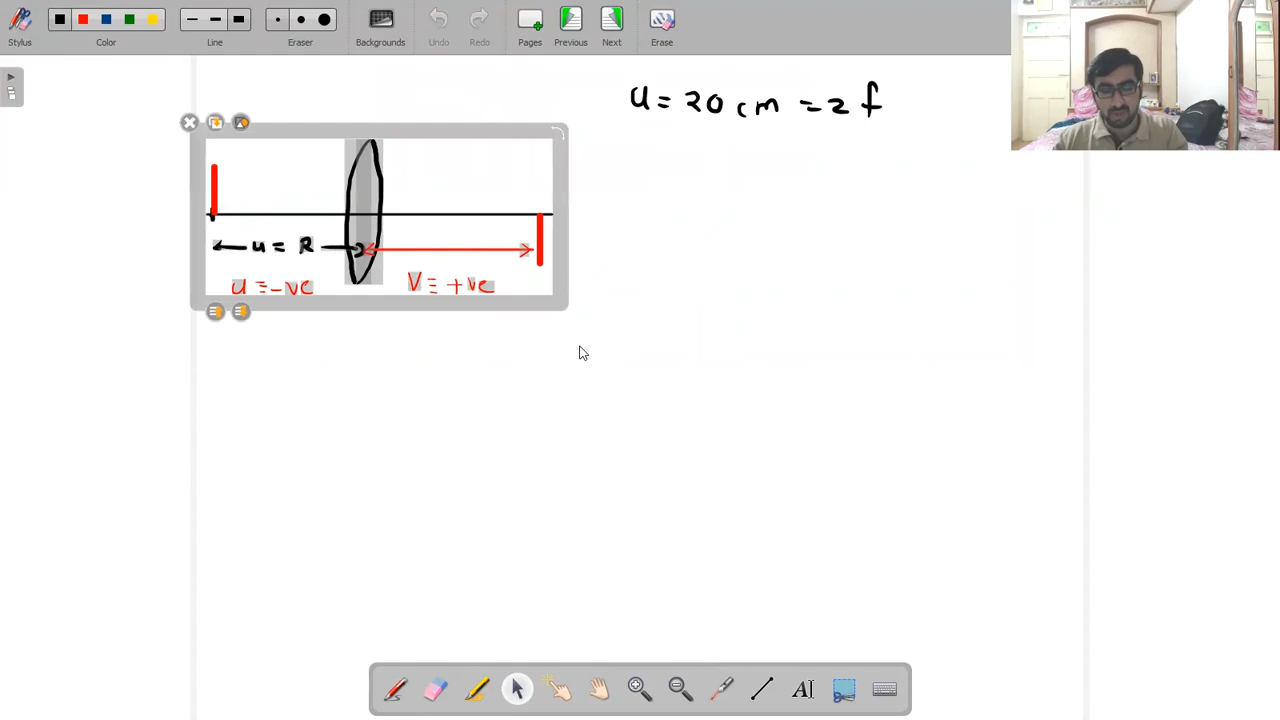 Stylus
Color
Line
Eraser
Backgrounds
Undo
Redo
Pages
Previous
Next
Erase
u = 20 cm = 2 f
u = R
u = -ve
V = +ve